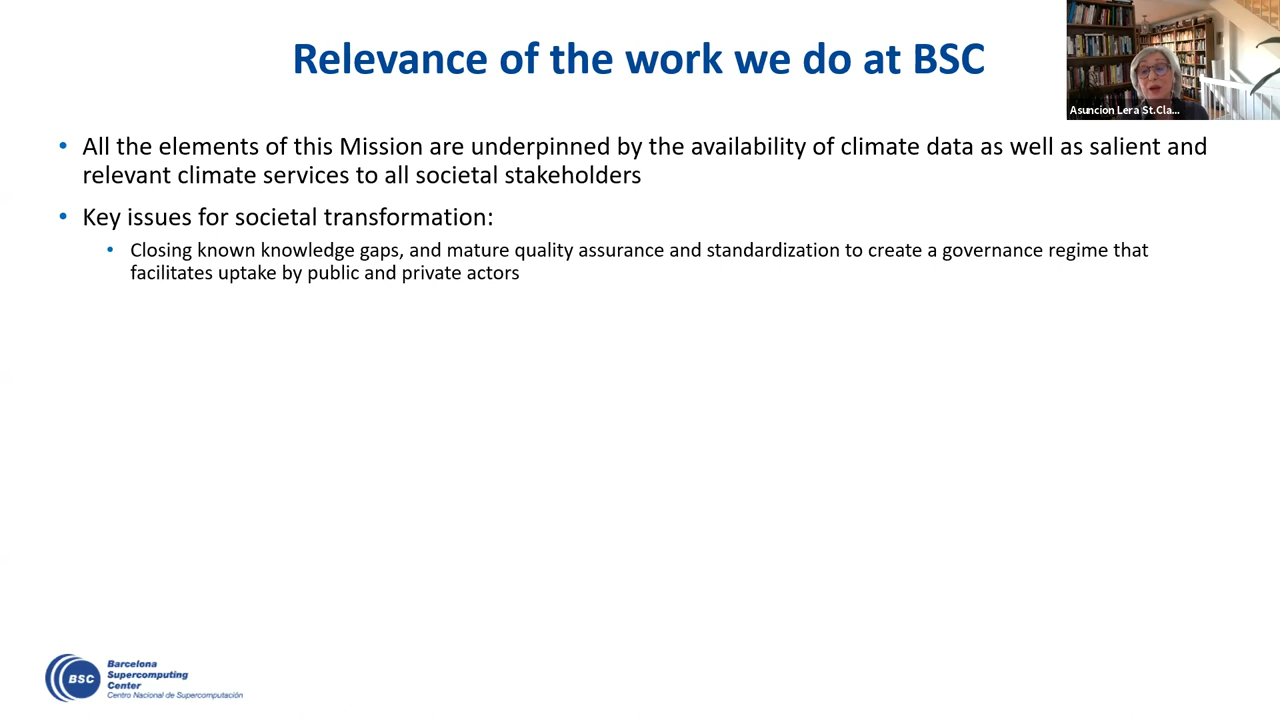 Relevance of the work we do at BSC
Asuncion Lera St.Cla...
• All the elements of this Mission are underpinned by the availability of climate data as well as salient and
relevant climate services to all societal stakeholders
• Key issues for societal transformation:
• Closing known knowledge gaps, and mature quality assurance and standardization to create a governance regime that
facilitates uptake by public and private actors
BSC
Barcelona
Supercomputing
Center
Centro Nacional de Supercomputación